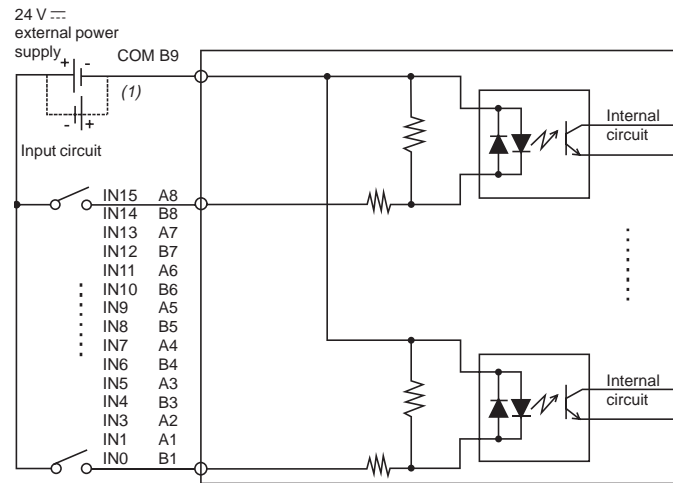 24 V ⎓
external power
supply
+ -
COM B9
(1)
- +
Input circuit
Internal
circuit
IN15 A8
IN14 B8
IN13 A7
IN12 B7
IN11 A6
IN10 B6
IN9 A5
IN8 B5
IN7 A4
IN6 B4
IN5 A3
IN4 B3
IN3 A2
IN1 A1
IN0 B1
Internal
circuit